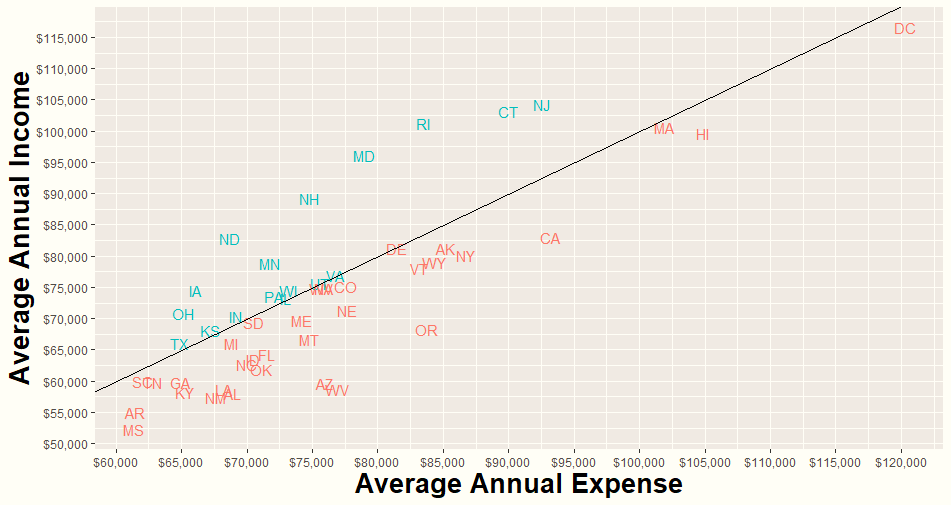 $115,000
$110,000
$105,000
$100,000
$95,000
$90,000
$85,000
$80,000
$75,000
$70,000
$65,000
$60,000
$55,000
$50,000
Average Annual Income
DC
NJ
CT
RI
MA
HI
MD
NH
ND
CA
DE
AK
NY
MN
WY
VT
VA
IA
WI
CO
PA
IL
OH
IN
NE
SD
ME
KS
OR
TX
MI
MT
FL
ID
NC
OK
SC
TN
GA
AZ
KY
LA
AL
WV
NM
AR
MS
$60,000
$65,000
$70,000
$75,000
$80,000
$85,000
$90,000
$95,000
$100,000
$105,000
$110,000
$115,000
$120,000
Average Annual Expense